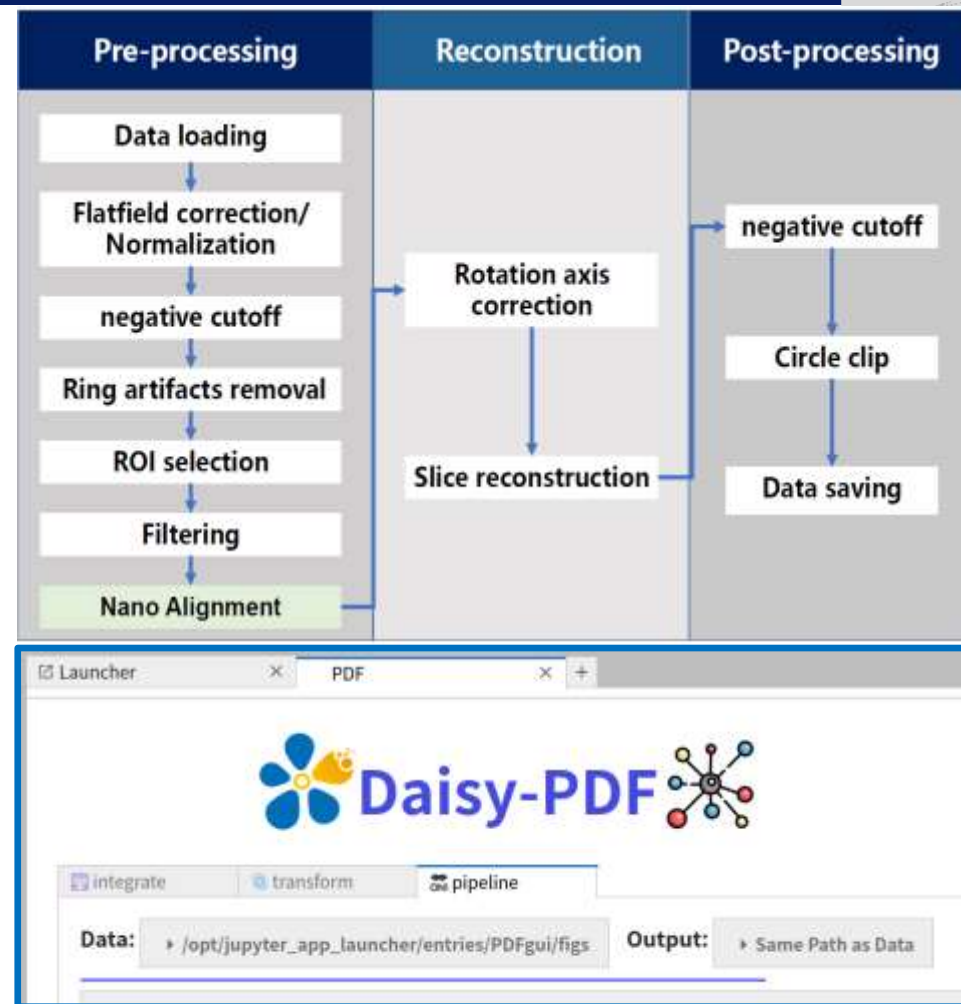 Pre-processing
Reconstruction
Post-processing
Data loading
Flatfield correction/
Normalization
negative cutoff
Ring artifacts removal
ROI selection
Filtering
Nano Alignment
Rotation axis
correction
Slice reconstruction
negative cutoff
Circle clip
Data saving
Launcher
PDF
Daisy-PDF
integrate
transform
pipeline
Data: /opt/jupyter_app_launcher/entries/PDFgui/figs Output: Same Path as Data